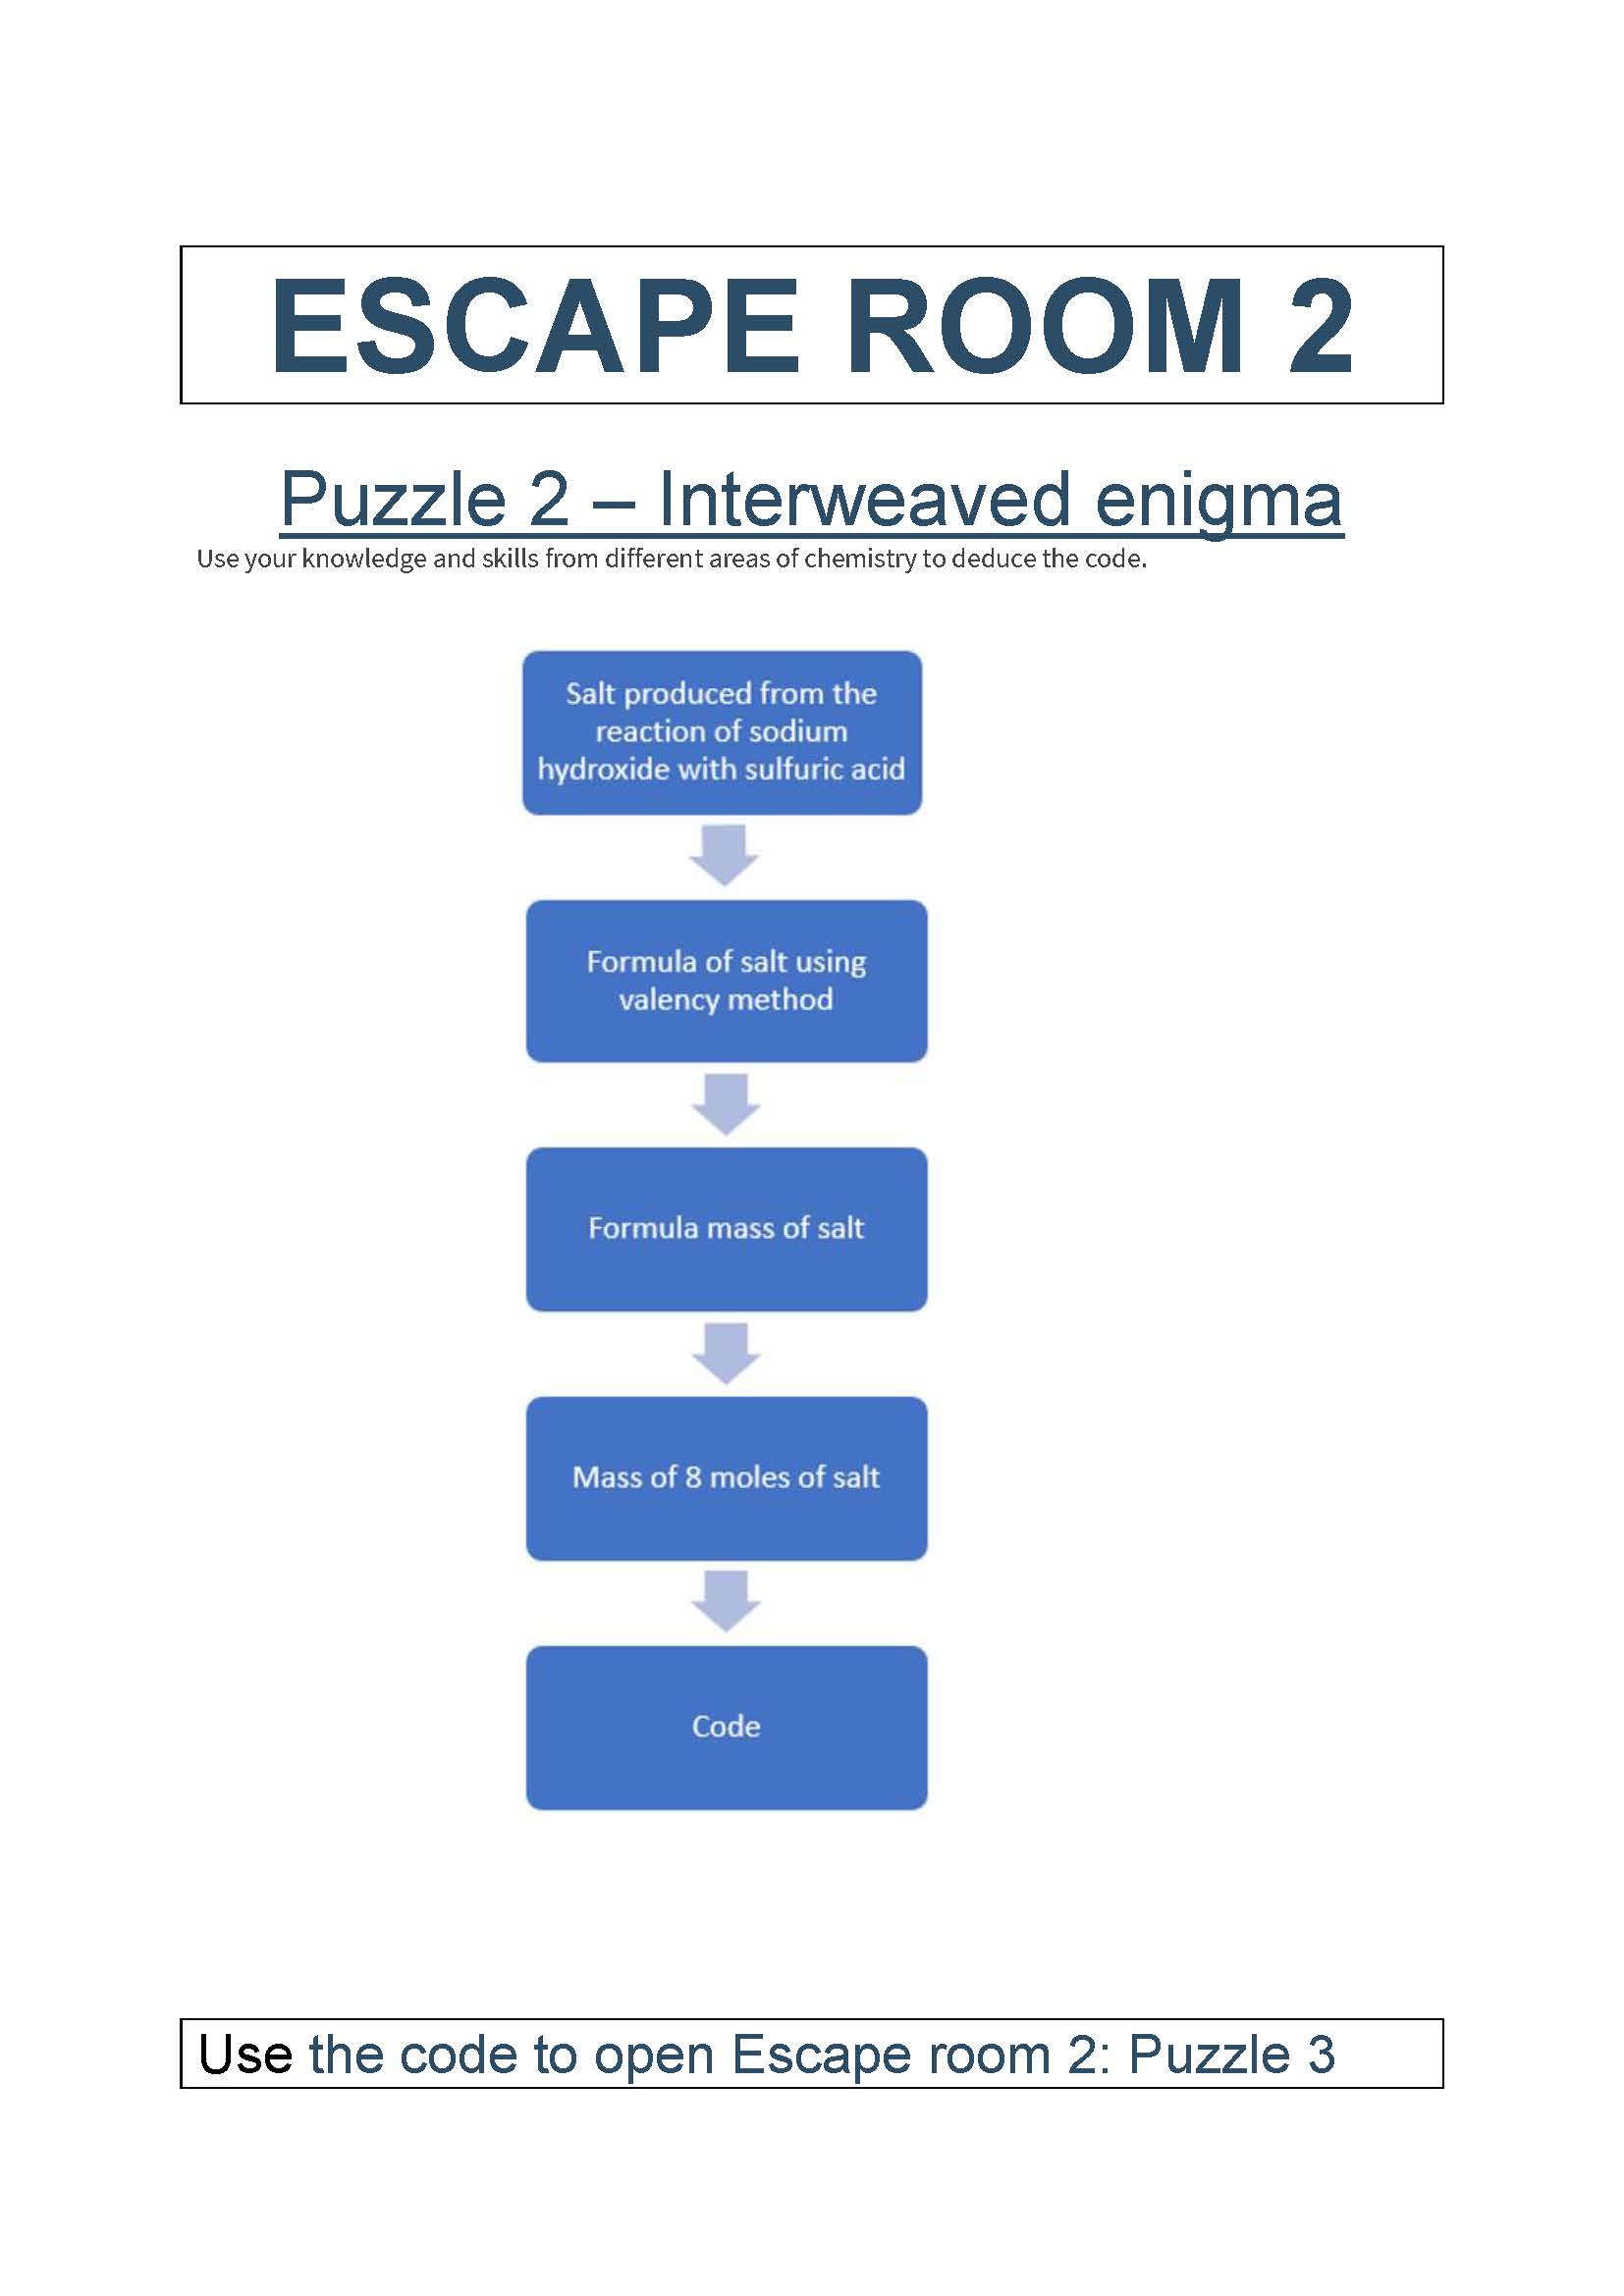 ESCAPE ROOM 2
Puzzle 2 – Interweaved enigma
Use your knowledge and skills from different areas of chemistry to deduce the code.
Salt produced from the
reaction of sodium
hydroxide with sulfuric acid
Formula of salt using
valency method
Formula mass of salt
Mass of 8 moles of salt
Code
Use the code to open Escape room 2: Puzzle 3